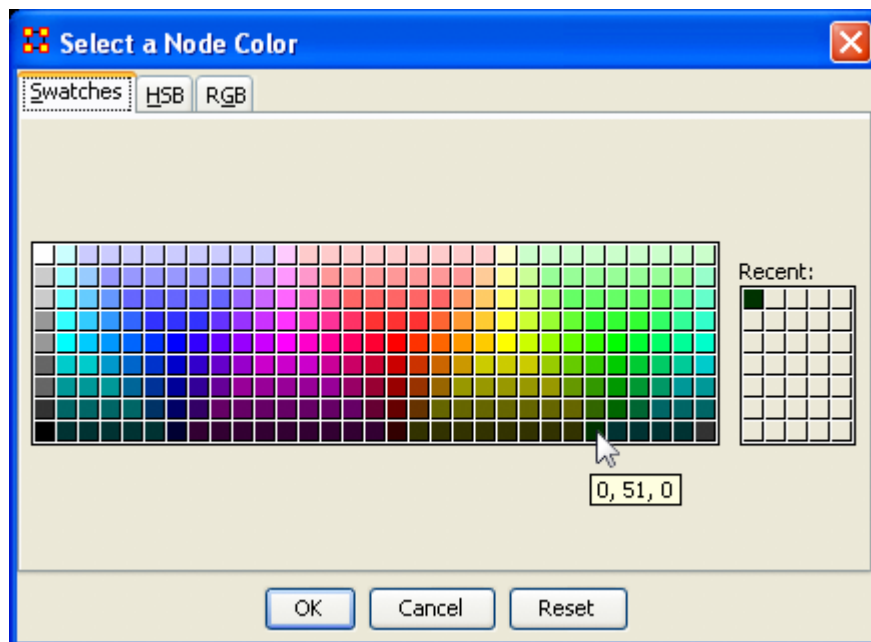 Select a Node Color
Swatches HSB RGB
Recent:
0, 51, 0
OK Cancel Reset